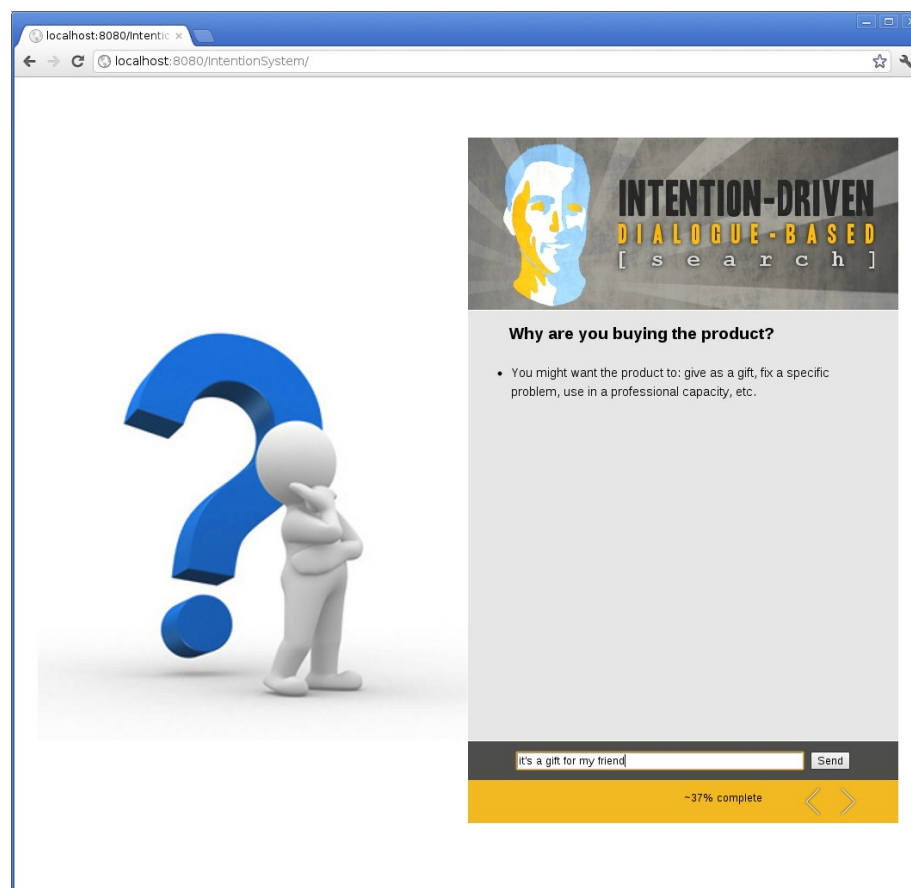 localhost:8080/Intentic ×
localhost:8080/IntentionSystem/
INTENTION-DRIVEN
DIALOGUE-BASED
[search]
Why are you buying the product?
• You might want the product to: give as a gift, fix a specific
problem, use in a professional capacity, etc.
it's a gift for my friend
Send
~37% complete